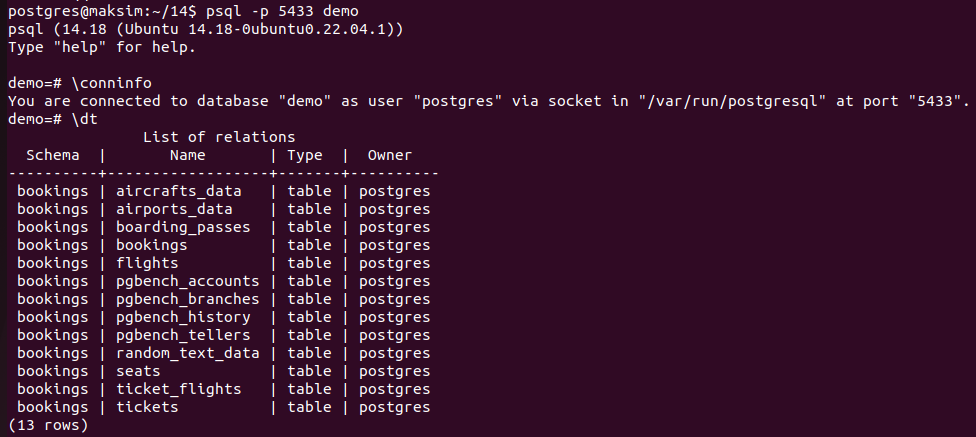 postgres@maksim:~/14$ psql -p 5433 demo
psql (14.18 (Ubuntu 14.18-0ubuntu0.22.04.1))
Type "help" for help.

demo=# \conninfo
You are connected to database "demo" as user "postgres" via socket in "/var/run/postgresql" at port "5433".
demo=# \dt
               List of relations
  Schema  |       Name       | Type  |  Owner
----------+------------------+-------+----------
 bookings | aircrafts_data   | table | postgres
 bookings | airports_data    | table | postgres
 bookings | boarding_passes  | table | postgres
 bookings | bookings         | table | postgres
 bookings | flights          | table | postgres
 bookings | pgbench_accounts | table | postgres
 bookings | pgbench_branches | table | postgres
 bookings | pgbench_history  | table | postgres
 bookings | pgbench_tellers  | table | postgres
 bookings | random_text_data | table | postgres
 bookings | seats            | table | postgres
 bookings | ticket_flights   | table | postgres
 bookings | tickets          | table | postgres
(13 rows)